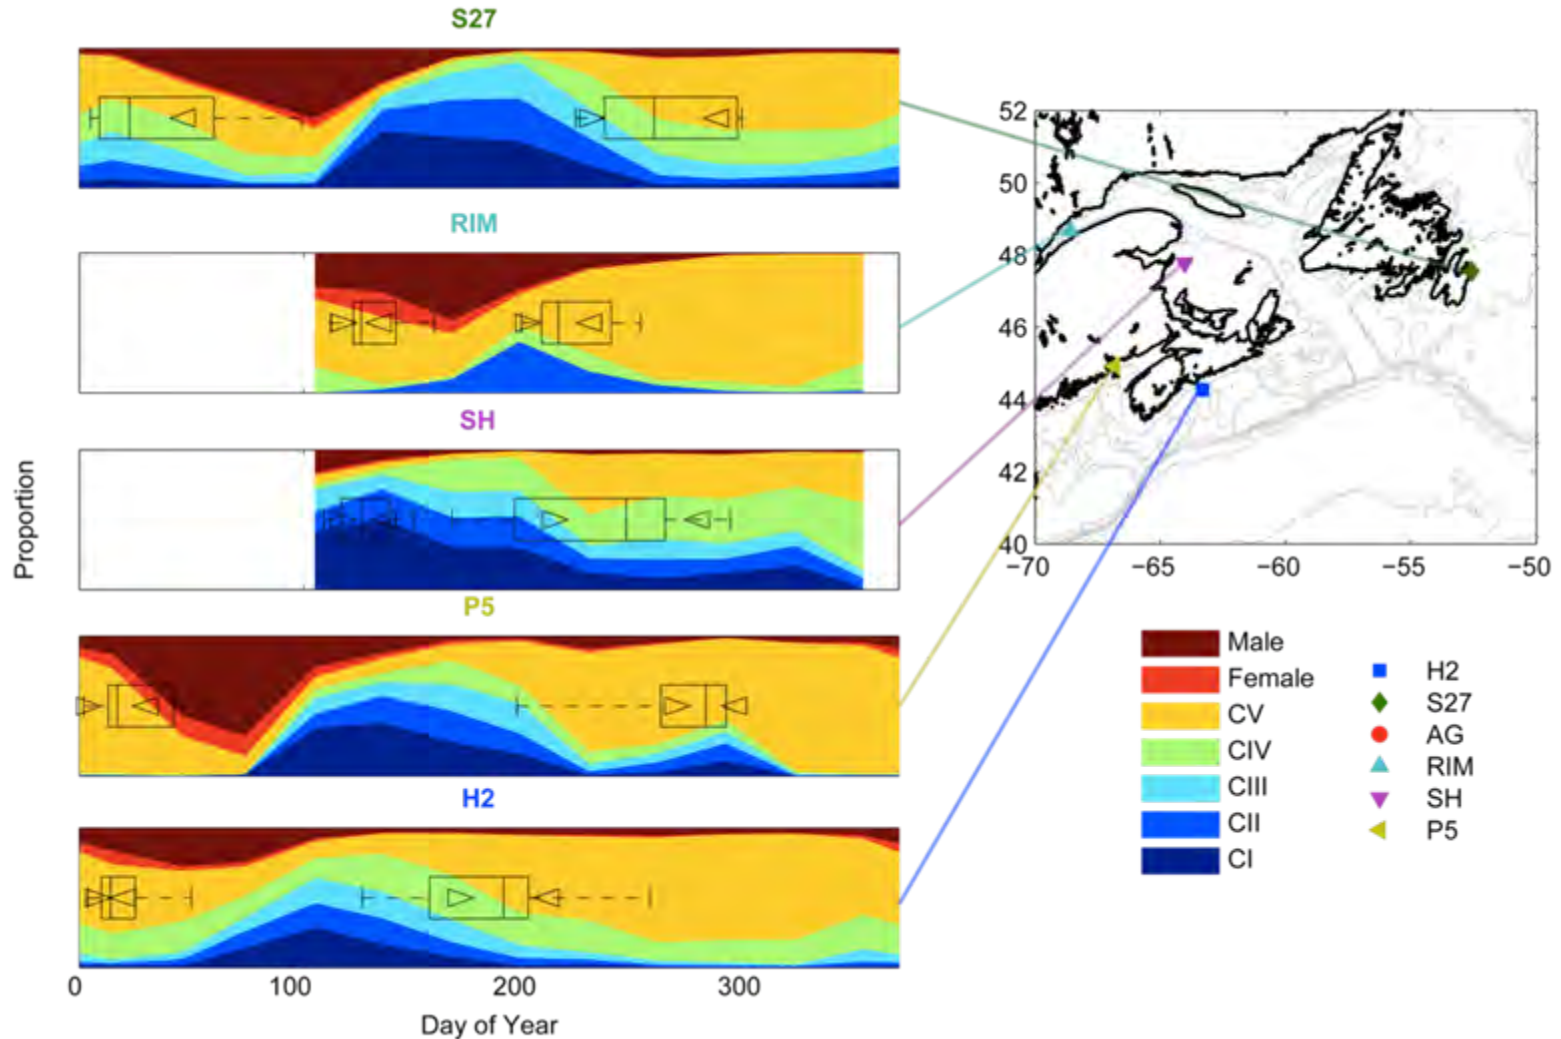 S27
RIM
SH
P5
H2
Proportion
0 100 200 300
Day of Year
52
50
48
46
44
42
40
−70 −65 −60 −55 −50
Male
Female
CV
CIV
CIII
CII
CI
H2
S27
AG
RIM
SH
P5